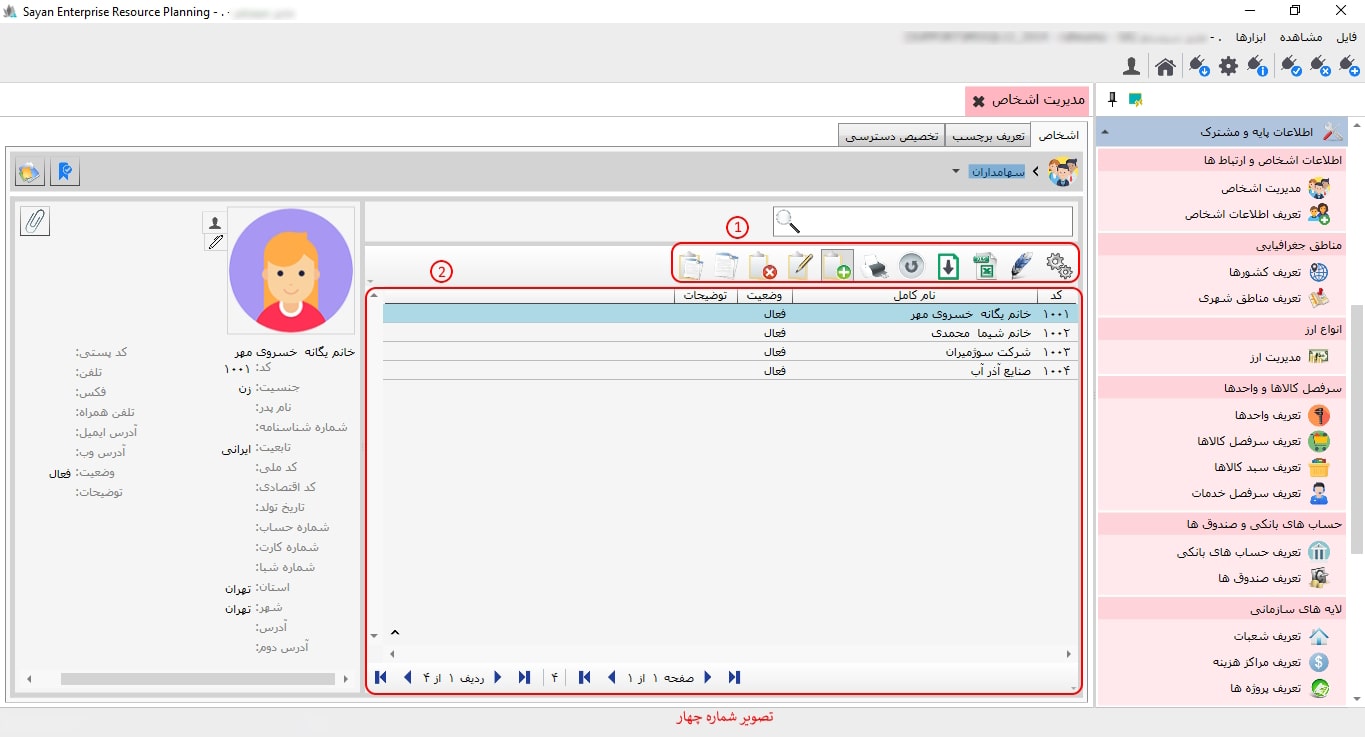 Sayan Enterprise Resource Planning - . .
فایل مشاهده ابزارها . -
مدیریت اشخاص
اطلاعات پایه و مشترک
اطلاعات اشخاص و ارتباط ها
مدیریت اشخاص
تعریف اطلاعات اشخاص
مناطق جغرافیایی
تعریف کشورها
تعریف مناطق شهری
انواع ارز
مدیریت ارز
سرفصل کالاها و واحدها
تعریف واحدها
تعریف سرفصل کالاها
تعریف سبد کالاها
تعریف سرفصل خدمات
حساب های بانکی و صندوق ها
تعریف حساب های بانکی
تعریف صندوق ها
لایه های سازمانی
تعریف شعبات
تعریف مراکز هزینه
تعریف پروژه ها
اشخاص تعریف برچسب تخصیص دسترسی
سهامداران
1
2
کد نام کامل وضعیت توضیحات
۱۰۰۱ خانم یگانه خسروی مهر فعال
۱۰۰۲ خانم شیما محمدی فعال
۱۰۰۳ شرکت سوژمیران فعال
۱۰۰۴ صنایع آذر آب فعال
صفحه ۱ از ۱ ۴ ردیف ۱ از ۴
خانم یگانه خسروی مهر
کد: ۱۰۰۱
جنسیت: زن
نام پدر:
شماره شناسنامه:
تابعیت: ایرانی
کد ملی:
کد اقتصادی:
تاریخ تولد:
شماره حساب:
شماره کارت:
شماره شبا:
استان: تهران
شهر: تهران
آدرس:
آدرس دوم:
کد پستی:
تلفن:
فکس:
تلفن همراه:
آدرس ایمیل:
آدرس وب:
وضعیت: فعال
توضیحات:
تصویر شماره چهار